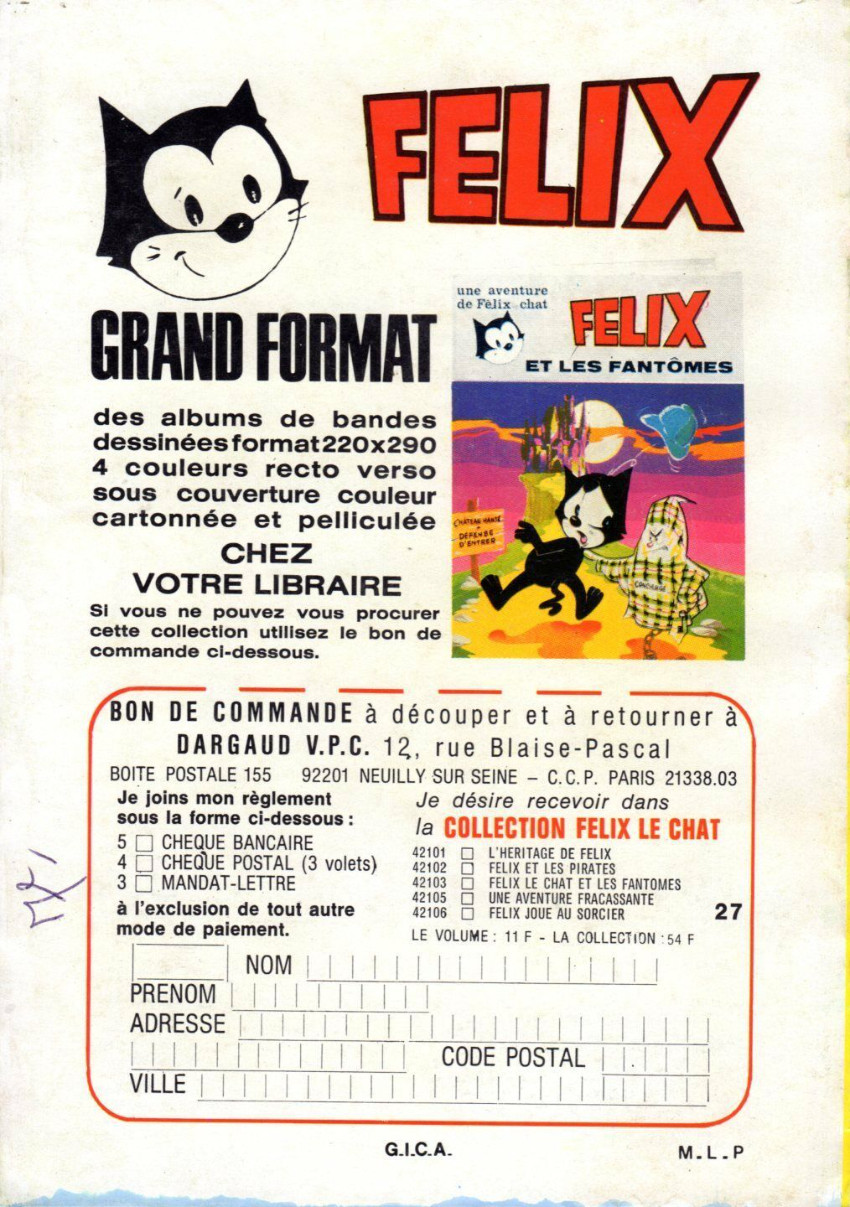 FELIX
GRAND FORMAT
des albums de bandes
dessinées format 220x290
4 couleurs recto verso
sous couverture couleur
cartonnée et pelliculée
CHEZ
VOTRE LIBRAIRE
Si vous ne pouvez vous procurer
cette collection utilisez le bon de
commande ci-dessous.
une aventure
de Félix chat
FELIX
ET LES FANTÔMES
CHATEAU HANTÉ
DEFENSE
D'ENTRER
CONCIERGE
BON DE COMMANDE à découper et à retourner à
DARGAUD V.P.C. 12, rue Blaise-Pascal
BOITE POSTALE 155 92201 NEUILLY SUR SEINE – C.C.P. PARIS 21338.03
Je joins mon règlement
sous la forme ci-dessous :
5 □ CHEQUE BANCAIRE
4 □ CHEQUE POSTAL (3 volets)
3 □ MANDAT-LETTRE
à l'exclusion de tout autre
mode de paiement.
Je désire recevoir dans
la COLLECTION FELIX LE CHAT
42101 □ L'HERITAGE DE FELIX
42102 □ FELIX ET LES PIRATES
42103 □ FELIX LE CHAT ET LES FANTOMES
42105 □ UNE AVENTURE FRACASSANTE
42106 □ FELIX JOUE AU SORCIER
27
LE VOLUME : 11 F - LA COLLECTION : 54 F
NOM
PRENOM
ADRESSE
CODE POSTAL
VILLE
G.I.C.A.
M.L.P